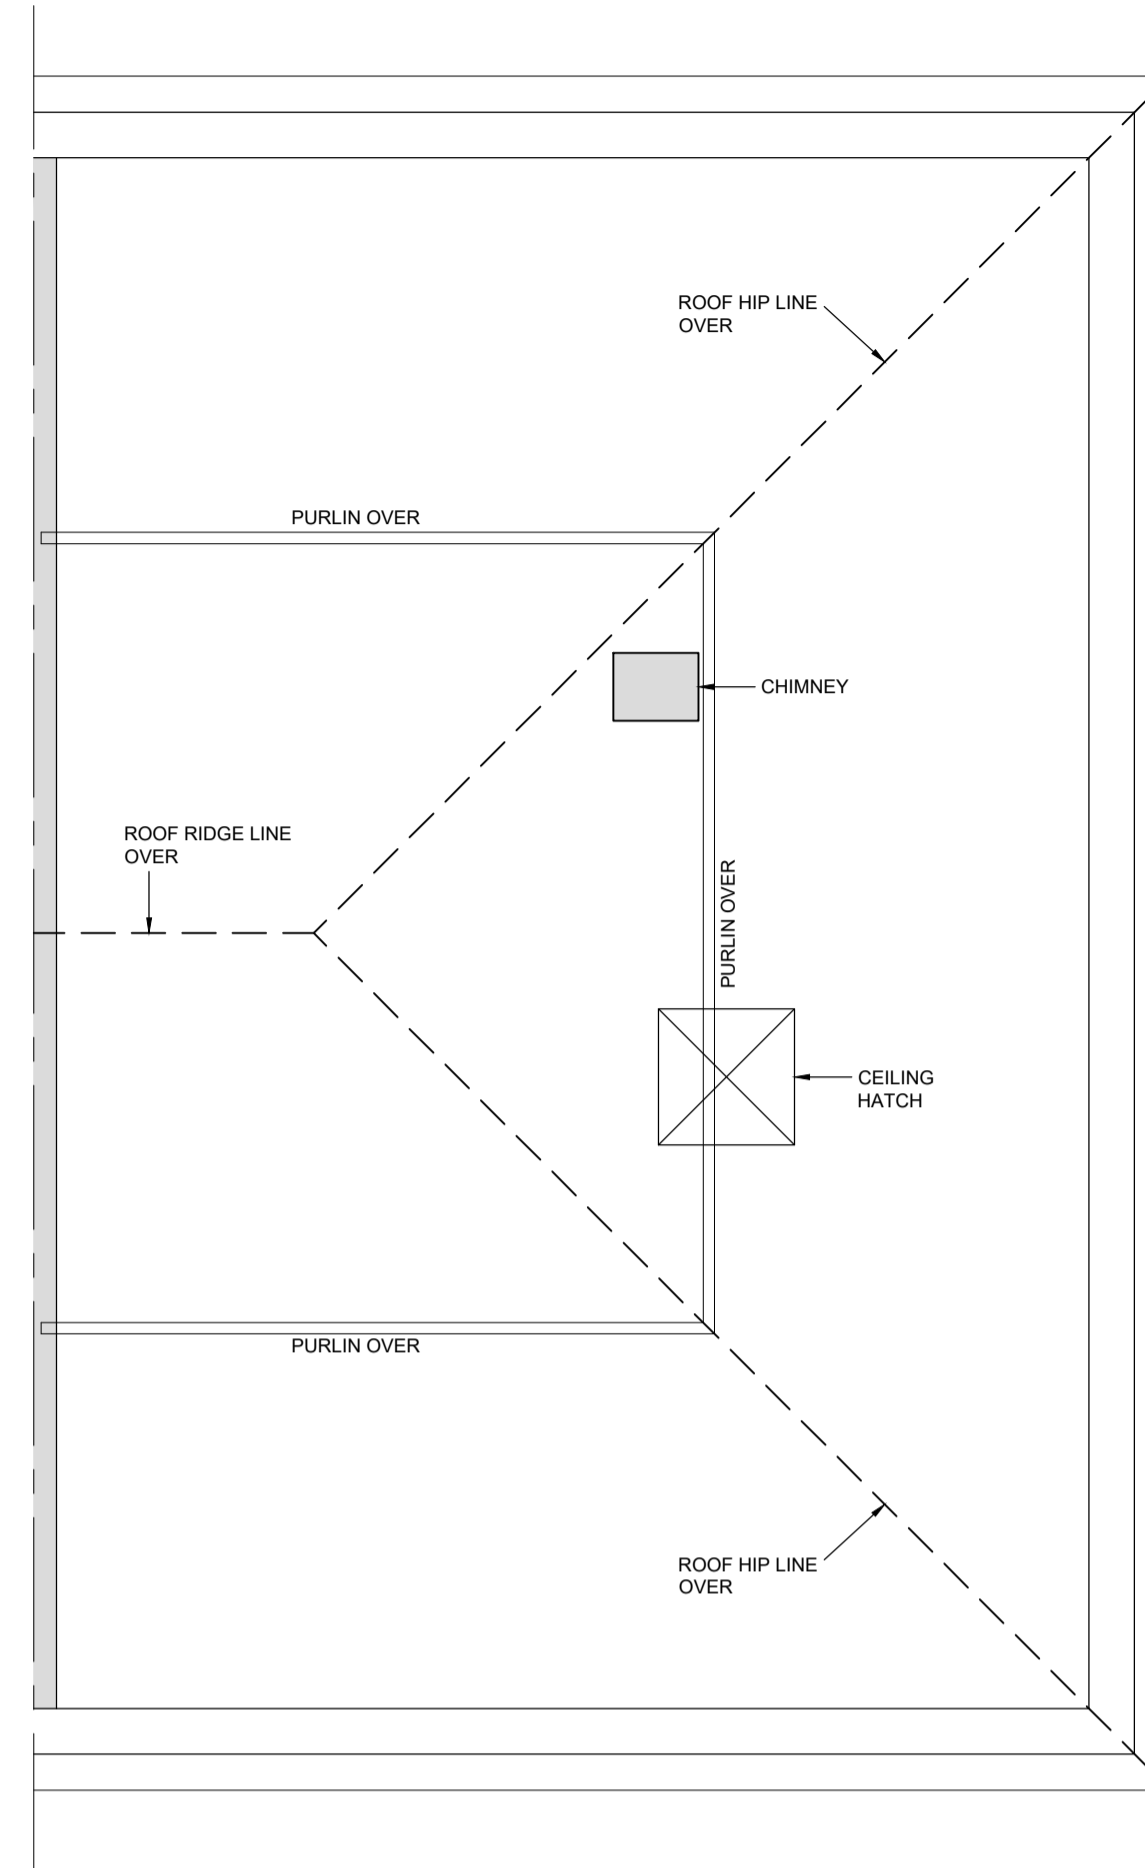 ROOF HIP LINE
OVER
PURLIN OVER
CHIMNEY
ROOF RIDGE LINE
OVER
PURLIN OVER
CEILING
HATCH
PURLIN OVER
ROOF HIP LINE
OVER